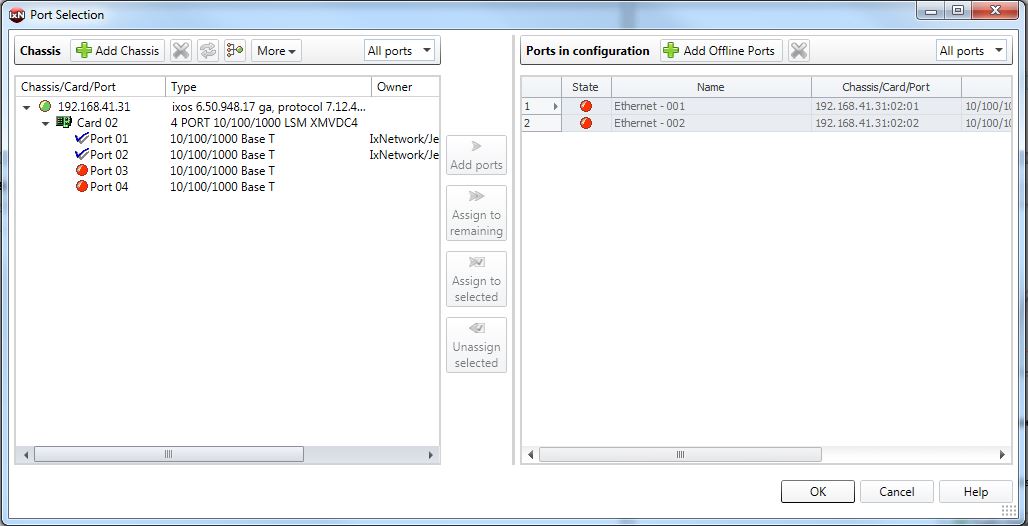 IxN Port Selection
Chassis Add Chassis More All ports
Chassis/Card/Port Type Owner
192.168.41.31 ixos 6.50.948.17 ga, protocol 7.12.4...
Card 02 4 PORT 10/100/1000 LSM XMVDC4
Port 01 10/100/1000 Base T IxNetwork/Je
Port 02 10/100/1000 Base T IxNetwork/Je
Port 03 10/100/1000 Base T
Port 04 10/100/1000 Base T
Add ports
Assign to
remaining
Assign to
selected
Unassign
selected
Ports in configuration Add Offline Ports All ports
State Name Chassis/Card/Port
1 Ethernet - 001 192.168.41.31:02:01 10/100/10
2 Ethernet - 002 192.168.41.31:02:02 10/100/10
OK Cancel Help